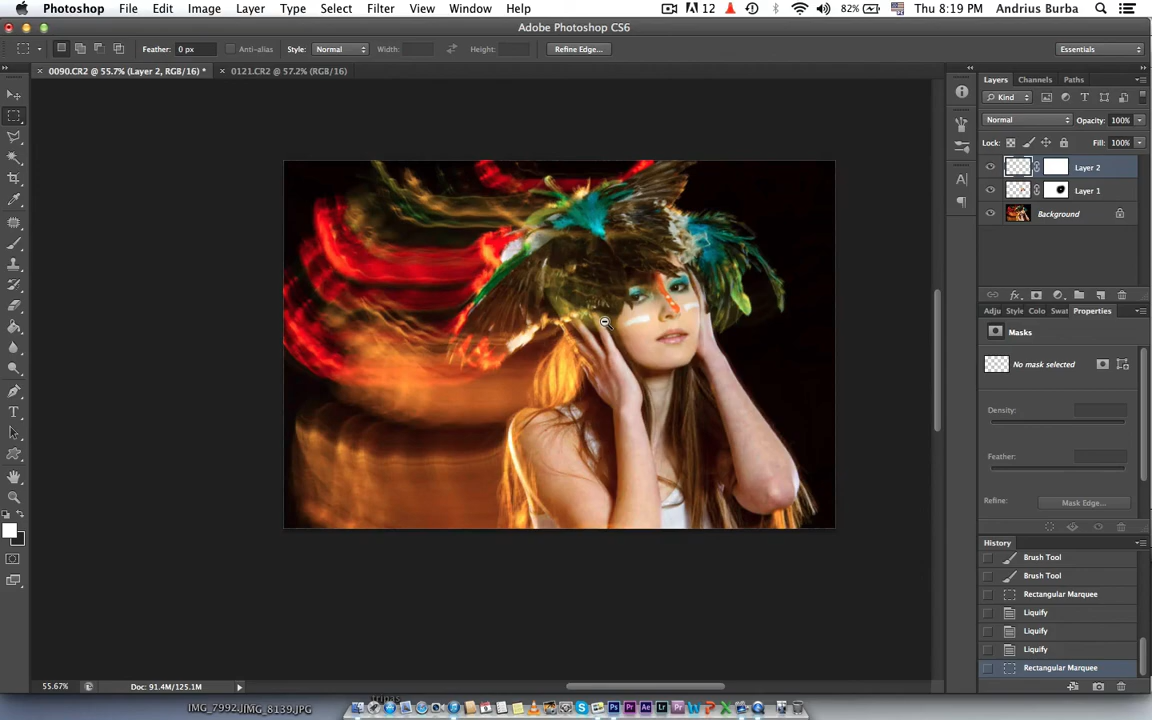 Photoshop File Edit Image Layer Type Select Filter View Window Help 12 82% Thu 8:19 PM Andrius Burba
Adobe Photoshop CS6
Feather: 0 px Anti-alias Style: Normal Width: Height: Refine Edge... Essentials
× 0090.CR2 @ 55.7% (Layer 2, RGB/16) * × 0121.CR2 @ 57.2% (RGB/16)
Layers Channels Paths
Kind
Normal Opacity: 100%
Lock: Fill: 100%
Layer 2
Layer 1
Background
fx
Adju Style Colo Swat Properties
Masks
No mask selected
Density:
Feather:
Refine: Mask Edge...
History
Brush Tool
Brush Tool
Rectangular Marquee
Liquify
Liquify
Liquify
Rectangular Marquee
55.67% Doc: 91.4M/125.1M
tripas
IMG_7992.J IMG_8139.JPG